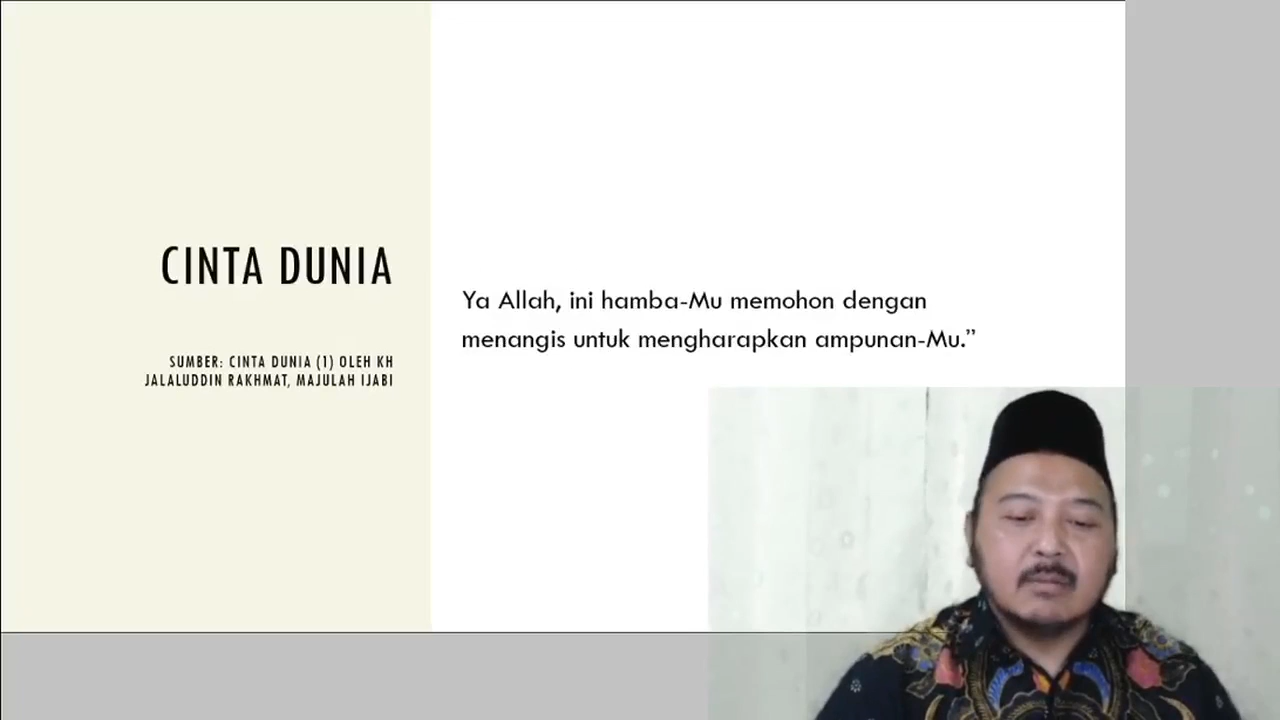 CINTA DUNIA
SUMBER: CINTA DUNIA (1) OLEH KH
JALALUDDIN RAKHMAT, MAJULAH IJABI
Ya Allah, ini hamba-Mu memohon dengan
menangis untuk mengharapkan ampunan-Mu.”